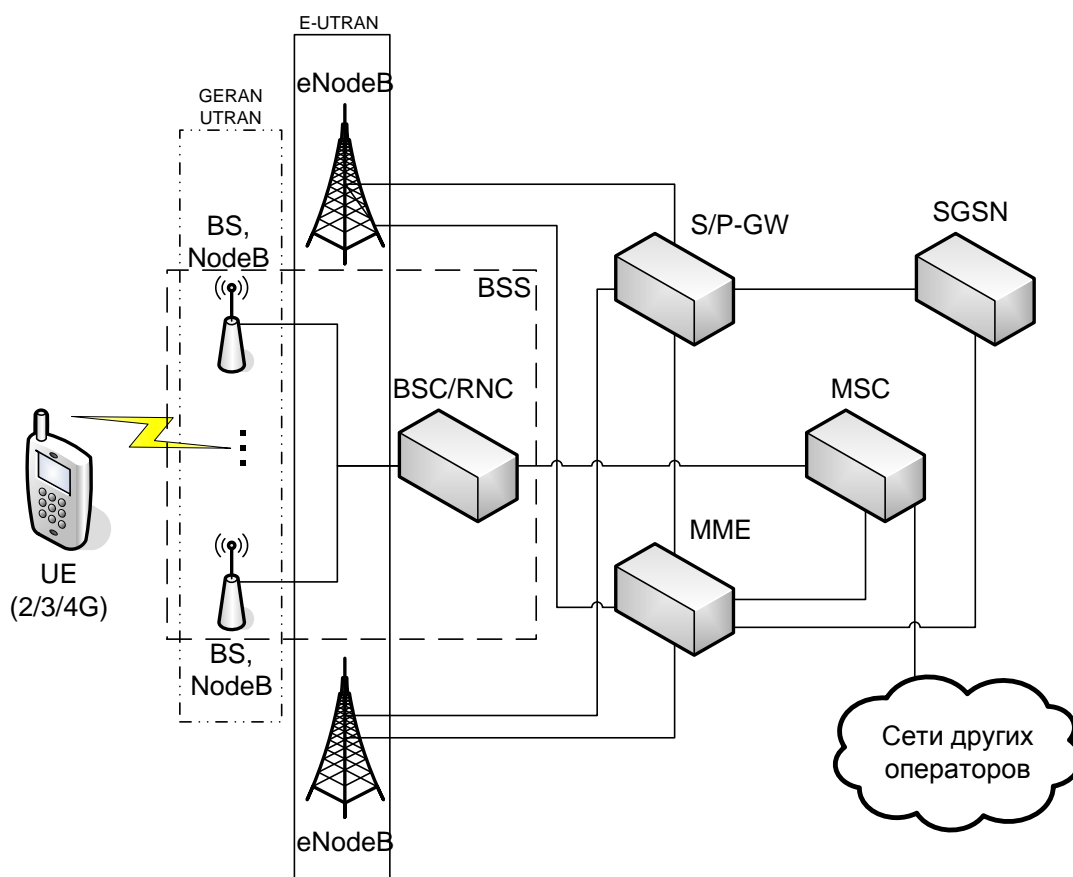 E-UTRAN
eNodeB
GERAN
UTRAN
BS,
NodeB
BSS
S/P-GW
SGSN
BSC/RNC
MSC
UE
(2/3/4G)
MME
BS,
NodeB
Сети других
операторов
eNodeB